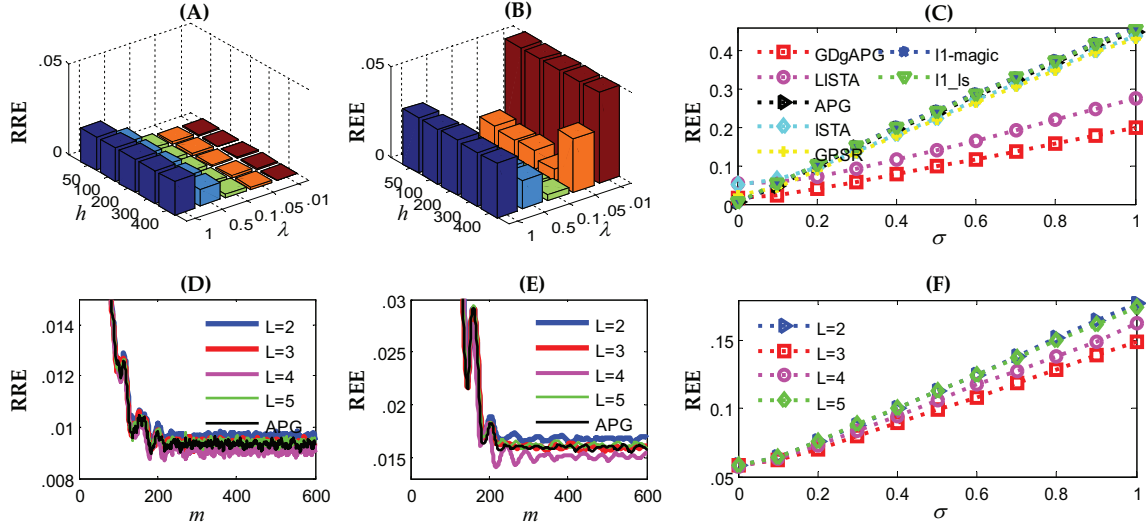 (A)
RRE
.05
0
50
100
200
300
400
h
1
0.5
0.1
.05
.01
λ
(B)
REE
.05
0
50
100
200
300
400
h
1
0.5
0.1
.05
.01
λ
(C)
REE
0.4
0.3
0.2
0.1
0
0
0.2
0.4
0.6
0.8
1
σ
GDgAPG
LISTA
APG
ISTA
GPSR
l1-magic
l1_ls
(D)
RRE
.014
.012
.01
.008
0
200
400
600
m
L=2
L=3
L=4
L=5
APG
(E)
REE
.03
.025
.02
.015
0
200
400
600
m
L=2
L=3
L=4
L=5
APG
(F)
REE
.15
0.1
.05
0
0.2
0.4
0.6
0.8
1
σ
L=2
L=3
L=4
L=5